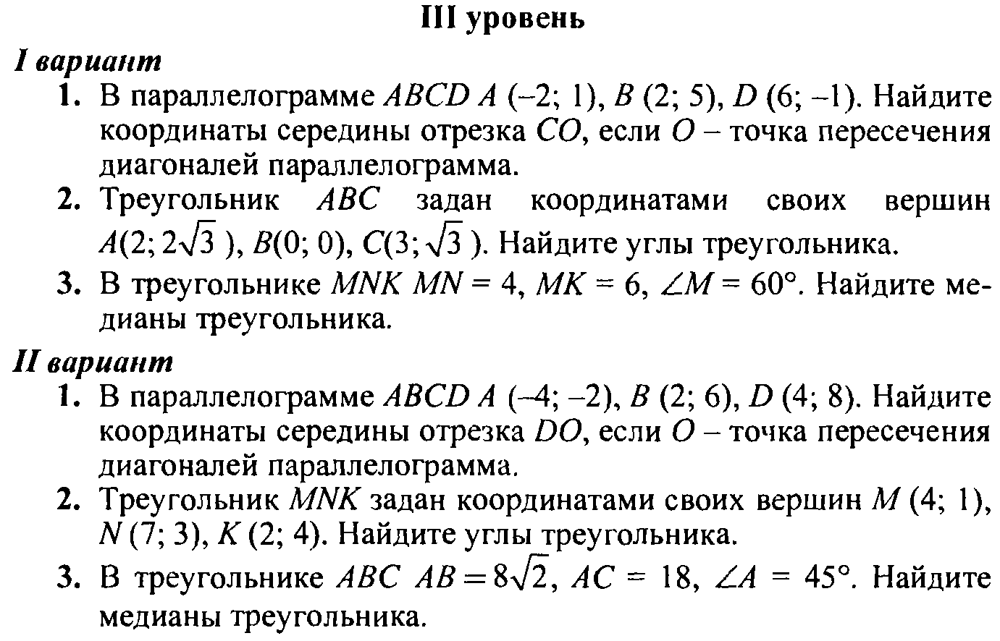 III уровень
I вариант
1. В параллелограмме ABCD A (–2; 1), B (2; 5), D (6; –1). Найдите
координаты середины отрезка CO, если O – точка пересечения
диагоналей параллелограмма.
2. Треугольник ABC задан координатами своих вершин
A(2; 2√3 ), B(0; 0), C(3; √3 ). Найдите углы треугольника.
3. В треугольнике MNK MN = 4, MK = 6, ∠M = 60°. Найдите ме-
дианы треугольника.
II вариант
1. В параллелограмме ABCD A (–4; –2), B (2; 6), D (4; 8). Найдите
координаты середины отрезка DO, если O – точка пересечения
диагоналей параллелограмма.
2. Треугольник MNK задан координатами своих вершин M (4; 1),
N (7; 3), K (2; 4). Найдите углы треугольника.
3. В треугольнике ABC AB = 8√2, AC = 18, ∠A = 45°. Найдите
медианы треугольника.